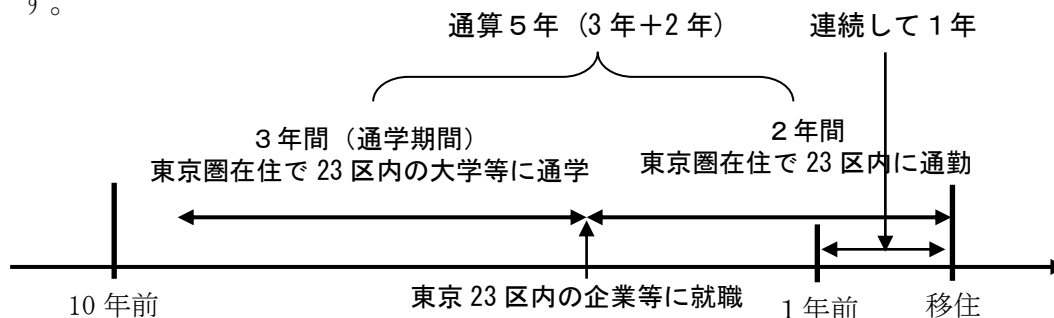 す。
通算５年（3 年＋2 年）
連続して１年
３年間（通学期間）
東京圏在住で 23 区内の大学等に通学
２年間
東京圏在住で 23 区内に通勤
10 年前
東京 23 区内の企業等に就職
１年前
移住